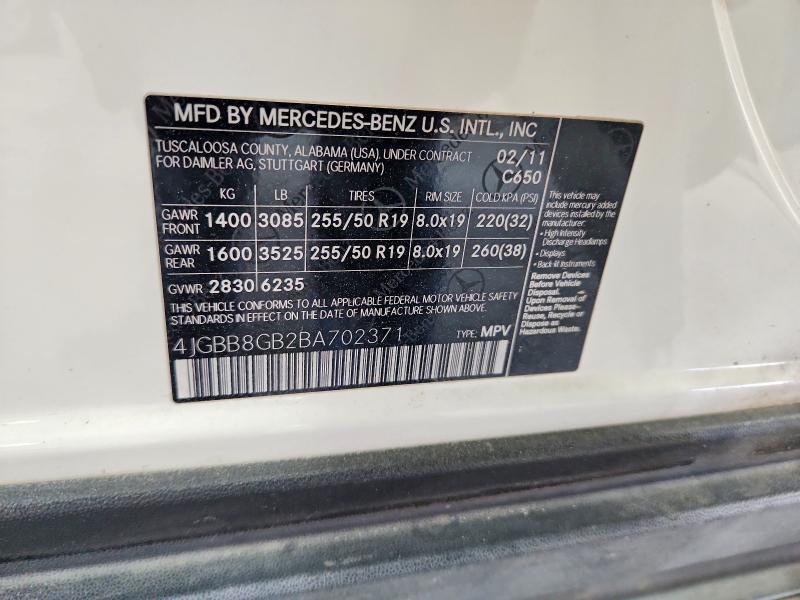 MFD BY MERCEDES-BENZ U.S. INTL., INC
TUSCALOOSA COUNTY, ALABAMA (USA). UNDER CONTRACT 02/11
FOR DAIMLER AG, STUTTGART (GERMANY) C650
KG LB TIRES RIM SIZE COLD KPA (PSI)
GAWR FRONT 1400 3085 255/50 R19 8.0x19 220(32)
GAWR REAR 1600 3525 255/50 R19 8.0x19 260(38)
GVWR 2830 6235
THIS VEHICLE CONFORMS TO ALL APPLICABLE FEDERAL MOTOR VEHICLE SAFETY
STANDARDS IN EFFECT ON THE DATE OF MANUFACTURE SHOWN ABOVE.
4JGBB8GB2BA702371 TYPE: MPV
This vehicle may
include mercury added
devices installed by the
manufacturer:
• High Intensity
Discharge Headlamps
• Displays
• Back-lit Instruments
Remove Devices
Before Vehicle
Disposal.
Upon Removal of
Devices Please
Reuse, Recycle or
Dispose as
Hazardous Waste.